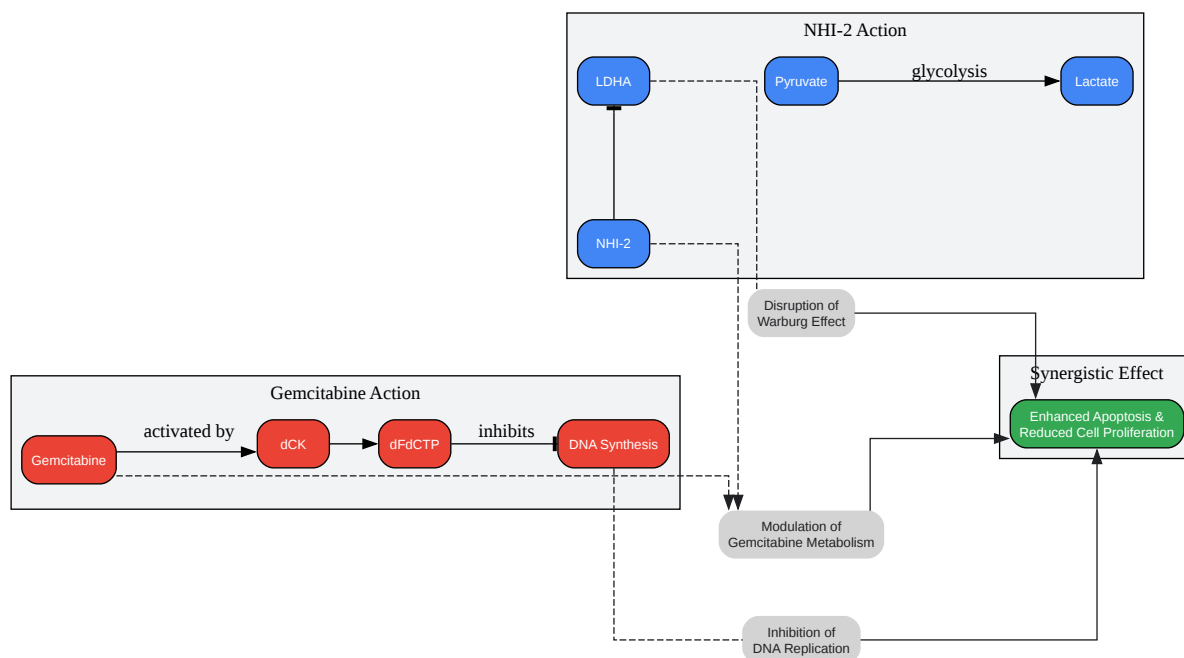 NHI-2 Action
LDHA
Pyruvate
glycolysis
Lactate
NHI-2
Disruption of
Warburg Effect
Synergistic Effect
Enhanced Apoptosis &
Reduced Cell Proliferation
Gemcitabine Action
Gemcitabine
activated by
dCK
dFdCTP
inhibits
DNA Synthesis
Modulation of
Gemcitabine Metabolism
Inhibition of
DNA Replication